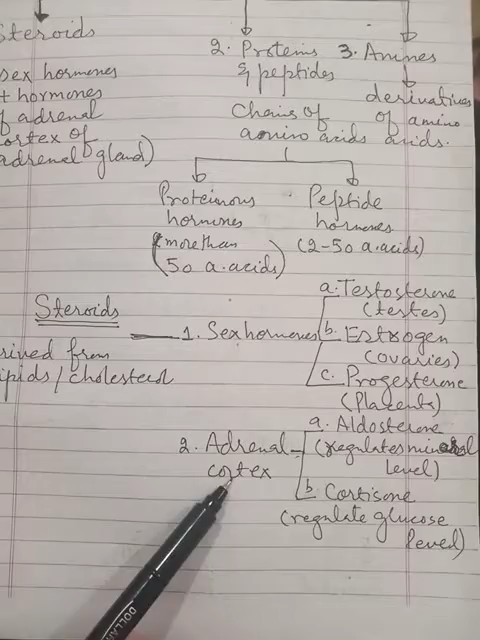 Steroids
sex hormones
+ hormones
of adrenal
cortex of
adrenal gland)
2. Proteins
& peptides
Chains of
amino acids
3. Amines
derivatives
of amino
acids.
Proteinous
hormones
(more than
50 a.acids)
Peptide
hormones
(2-50 a.acids)
Steroids
rived from
lipids/cholesterol
1. Sex hormones
a. Testosterone
(testes)
b. Estrogen
(ovaries)
c. Progesterone
(Placenta)
2. Adrenal
cortex
a. Aldosterone
(regulates mineral
level)
b. Cortisone
(regulate glucose
level)
DOLLAR